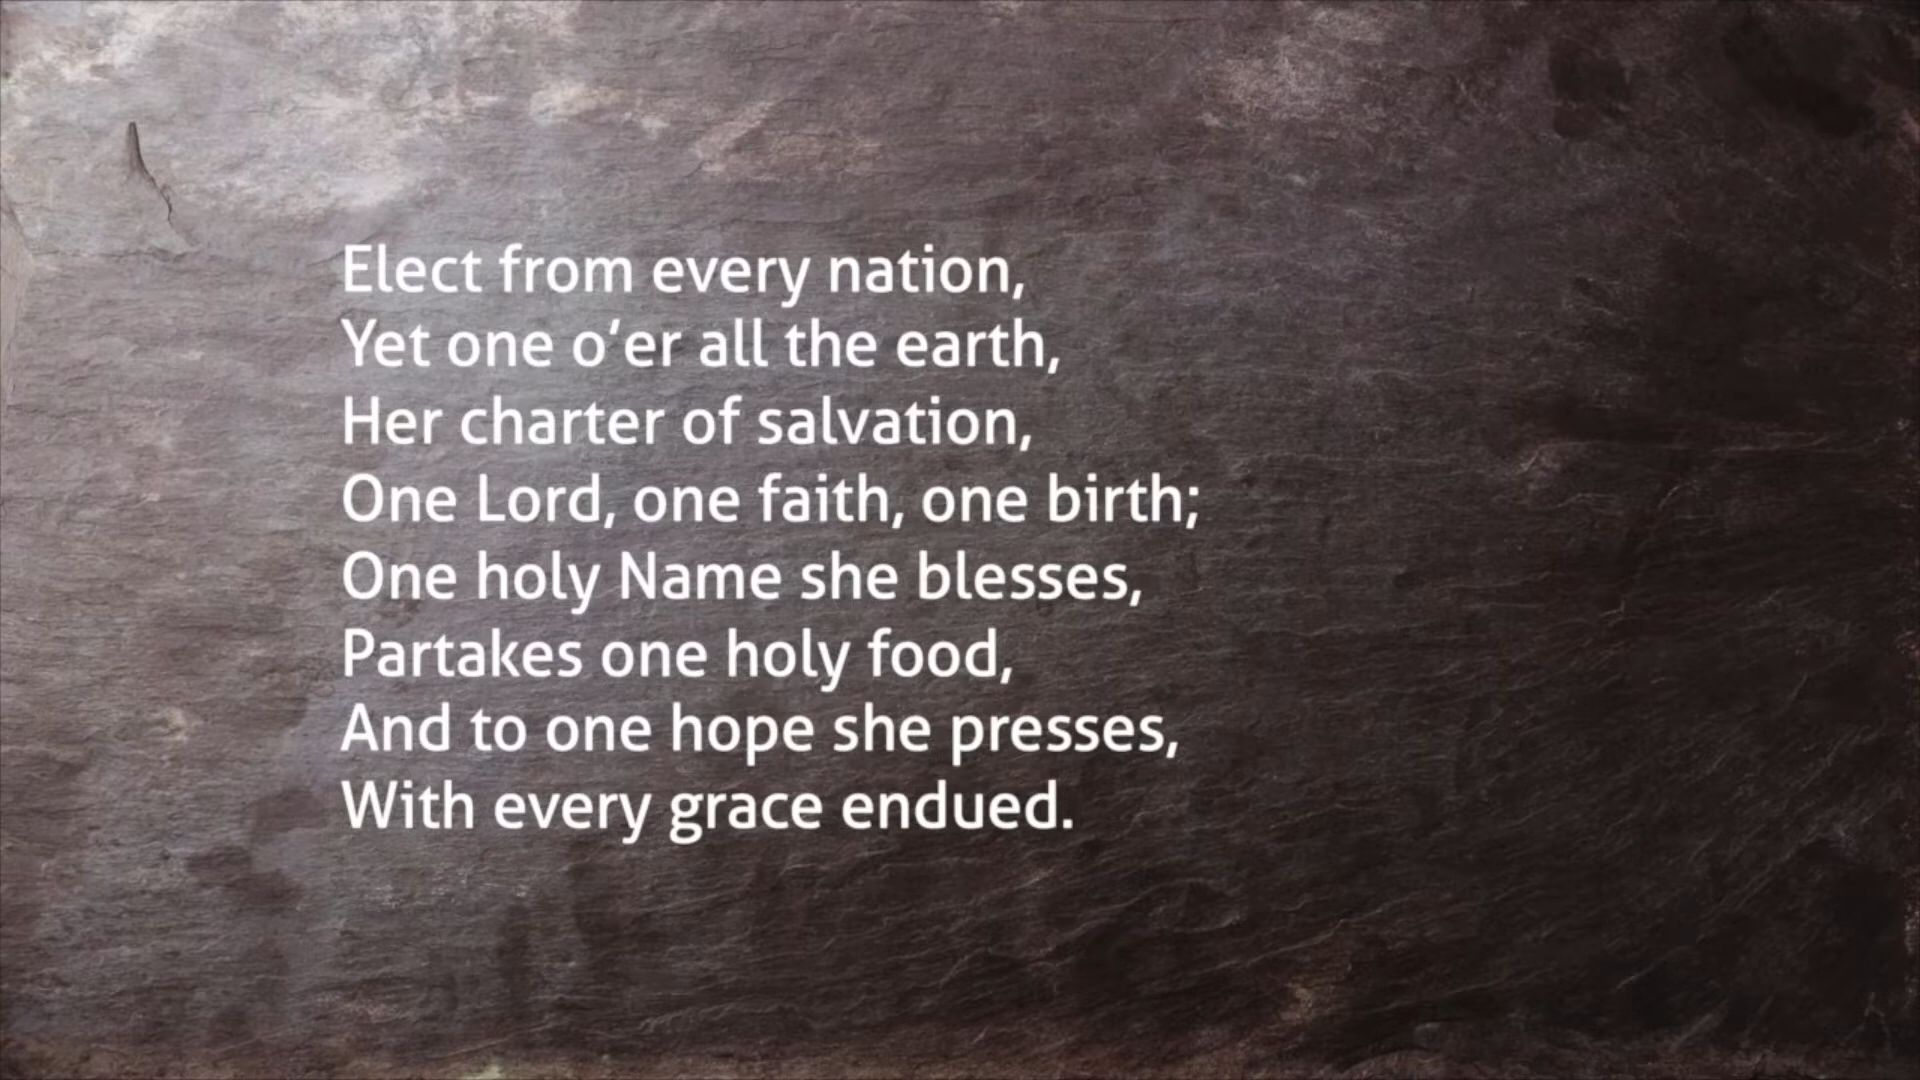 Elect from every nation,
Yet one o’er all the earth,
Her charter of salvation,
One Lord, one faith, one birth;
One holy Name she blesses,
Partakes one holy food,
And to one hope she presses,
With every grace endued.